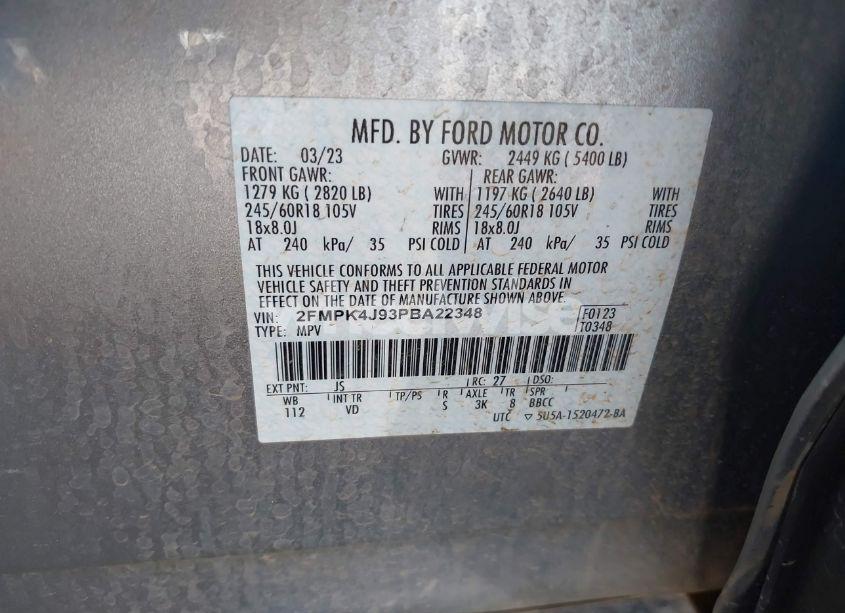 MFD. BY FORD MOTOR CO.
DATE: 03/23 GVWR: 2449 KG ( 5400 LB)
FRONT GAWR: REAR GAWR:
1279 KG ( 2820 LB) WITH 1197 KG ( 2640 LB) WITH
245/60R18 105V TIRES 245/60R18 105V TIRES
18x8.0J RIMS 18x8.0J RIMS
AT 240 kPa/ 35 PSI COLD AT 240 kPa/ 35 PSI COLD
THIS VEHICLE CONFORMS TO ALL APPLICABLE FEDERAL MOTOR
VEHICLE SAFETY AND THEFT PREVENTION STANDARDS IN
EFFECT ON THE DATE OF MANUFACTURE SHOWN ABOVE.
VIN: 2FMPK4J93PBA22348 F0123
TYPE: MPV T0348
EXT PNT: JS RC: 27 DSO:
WB INT TR TP/PS R AXLE TR SPR
112 VD S 3K 8 BBCC
UTC ▽ 5U5A-1520472-BA